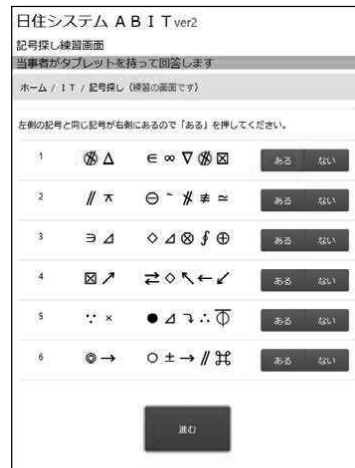 日住システム ＡＢＩＴver2
記号探し練習画面
当事者がタブレットを持って回答します
ホーム / ＩＴ / 記号探し（練習の画面です）
左側の記号と同じ記号が右側にあるので「ある」を押してください。
1 ∆ ∈ ∞ ∇ ⊠ ある ない
2 ∥ ⊼ ⊖ ~ ≢ ≃ ある ない
3 ∋ ⊿ ◇ ⊿ ⊗ ∮ ⊕ ある ない
4 ⊠ ↗ ⇄ ◇ ↖ ← ↙ ある ない
5 ∵ × ● ⊿ ⤵ ∴ ある ない
6 ◎ → ○ ± → ∥ ⌘ ある ない
進む